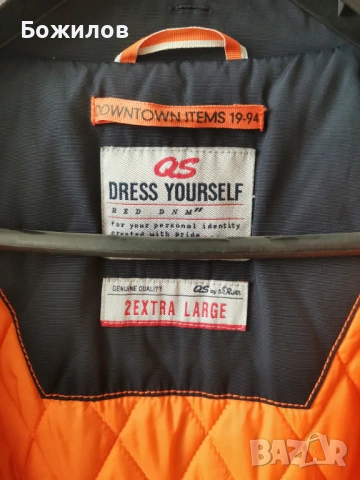 Божилов
DOWNTOWN ITEMS 19-94
QS
DRESS YOURSELF
RED DNM"
for your personal identity
created with pride
GENUINE QUALITY QS by s.Oliver
2EXTRA LARGE
BAZAR